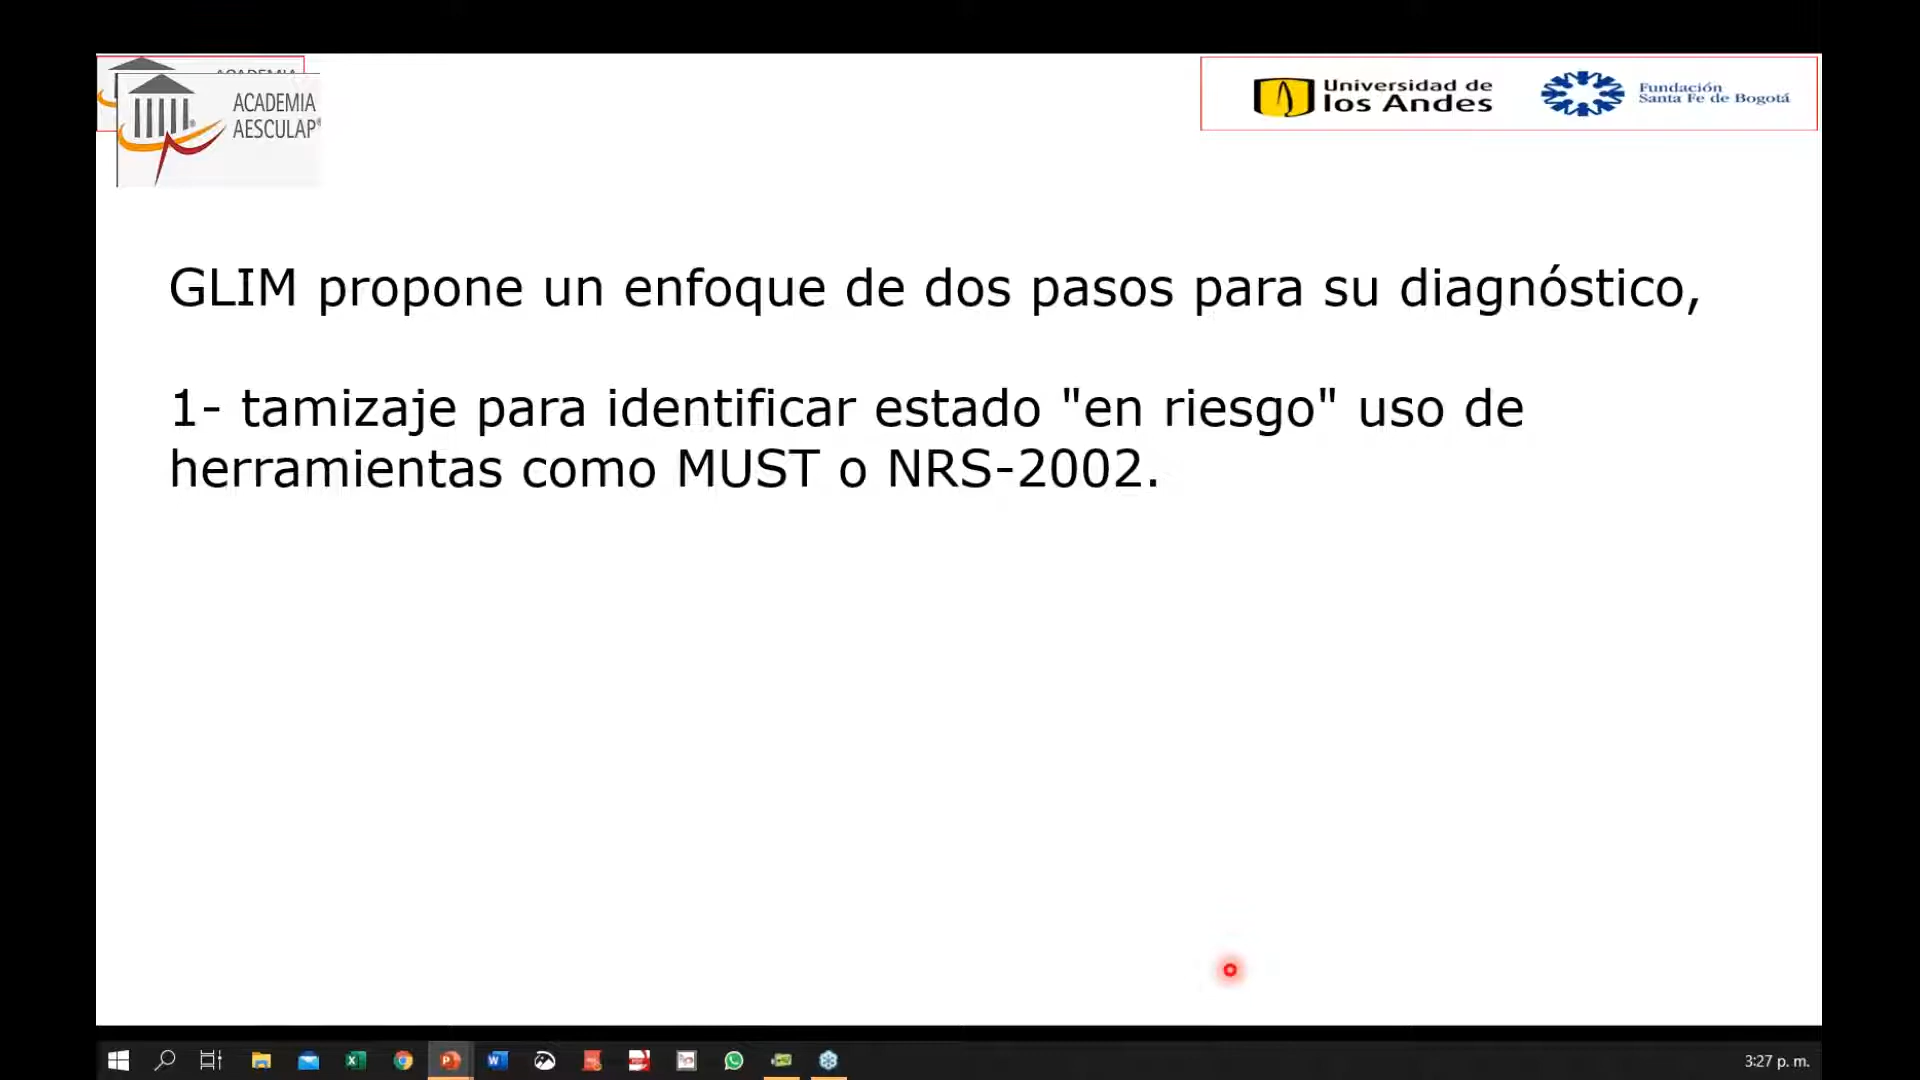 ACADEMIA
ACADEMIA
AESCULAP®
Universidad de
los Andes
Fundación
Santa Fe de Bogotá
GLIM propone un enfoque de dos pasos para su diagnóstico,
1- tamizaje para identificar estado "en riesgo" uso de
herramientas como MUST o NRS-2002.
3:27 p. m.